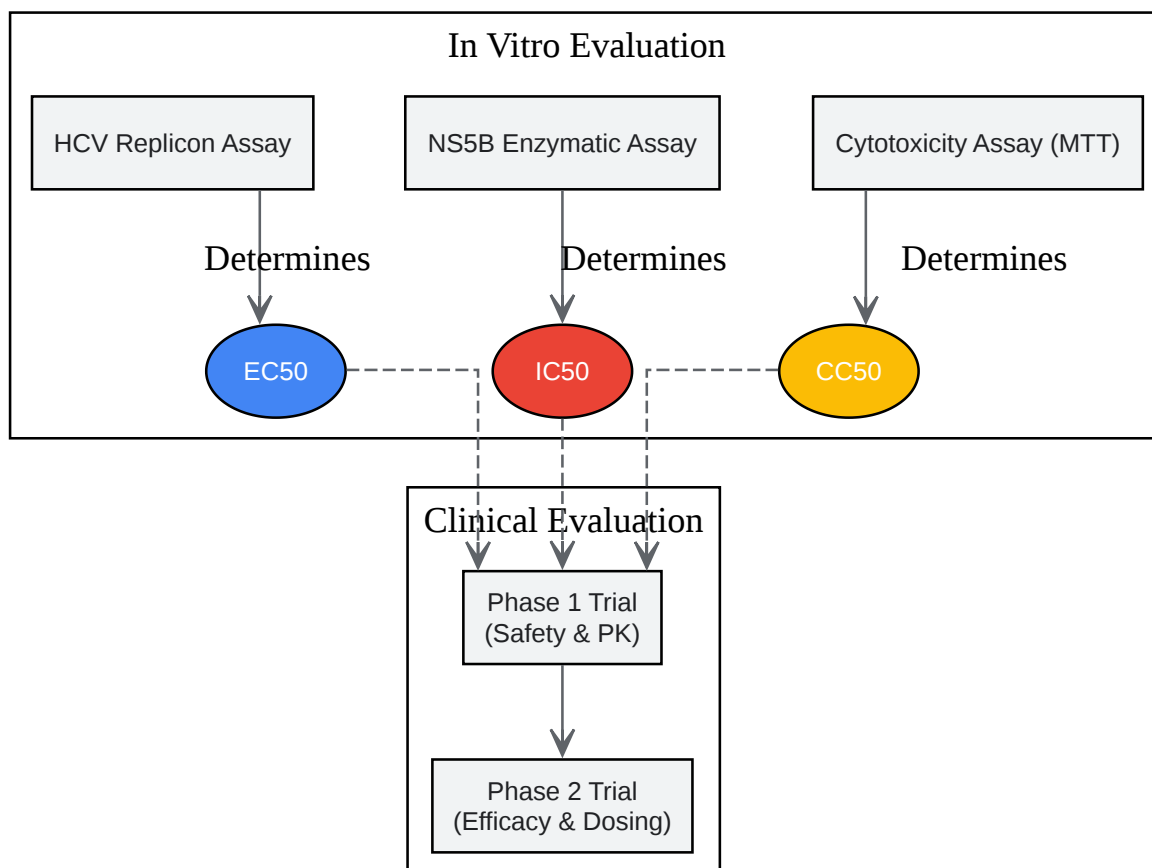 In Vitro Evaluation
HCV Replicon Assay
NS5B Enzymatic Assay
Cytotoxicity Assay (MTT)
Determines
Determines
Determines
EC50
IC50
CC50
Clinical Evaluation
Phase 1 Trial
(Safety & PK)
Phase 2 Trial
(Efficacy & Dosing)